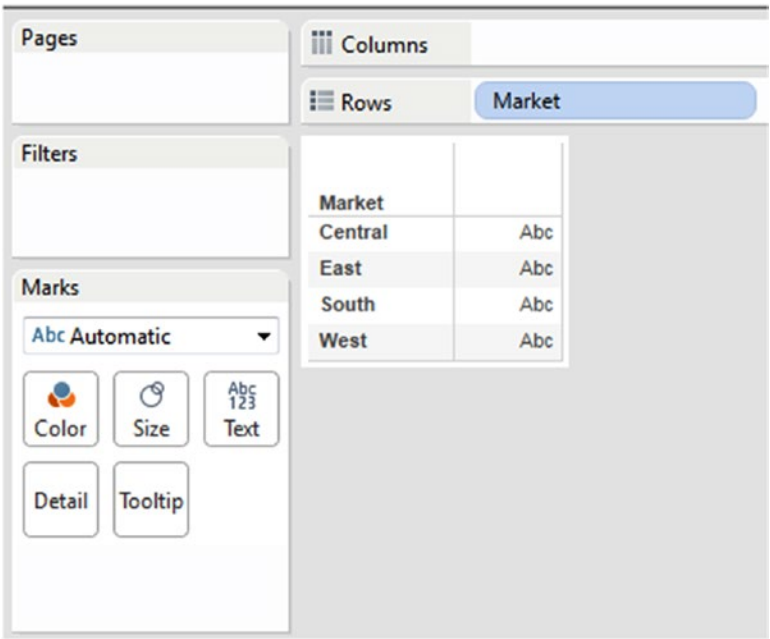 Pages
Columns
Rows Market
Filters
Market
Central Abc
East Abc
South Abc
West Abc
Marks
Abc Automatic
Color
Size
Abc
123
Text
Detail
Tooltip